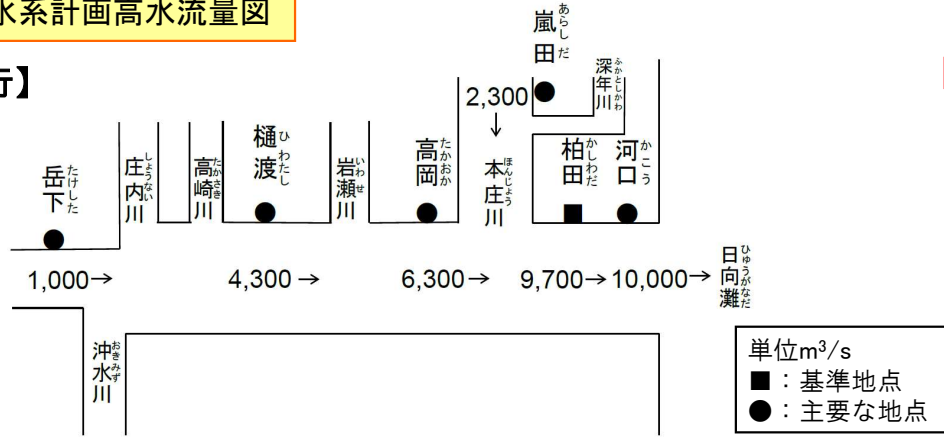 水系計画高水流量図
行】
岳下
たけした
庄内川
しょうない
高崎川
たかさき
樋渡
ひわたし
岩瀬川
いわせ
高岡
たかおか
2,300
本庄川
ほんじょう
嵐田
あらしだ
深年川
ふかとしかわ
柏田
かしわだ
河口
かこう
1,000→
4,300→
6,300→
9,700→
10,000→
日向灘
ひゅうがなだ
沖水川
おきみず
単位m³/s
■：基準地点
●：主要な地点